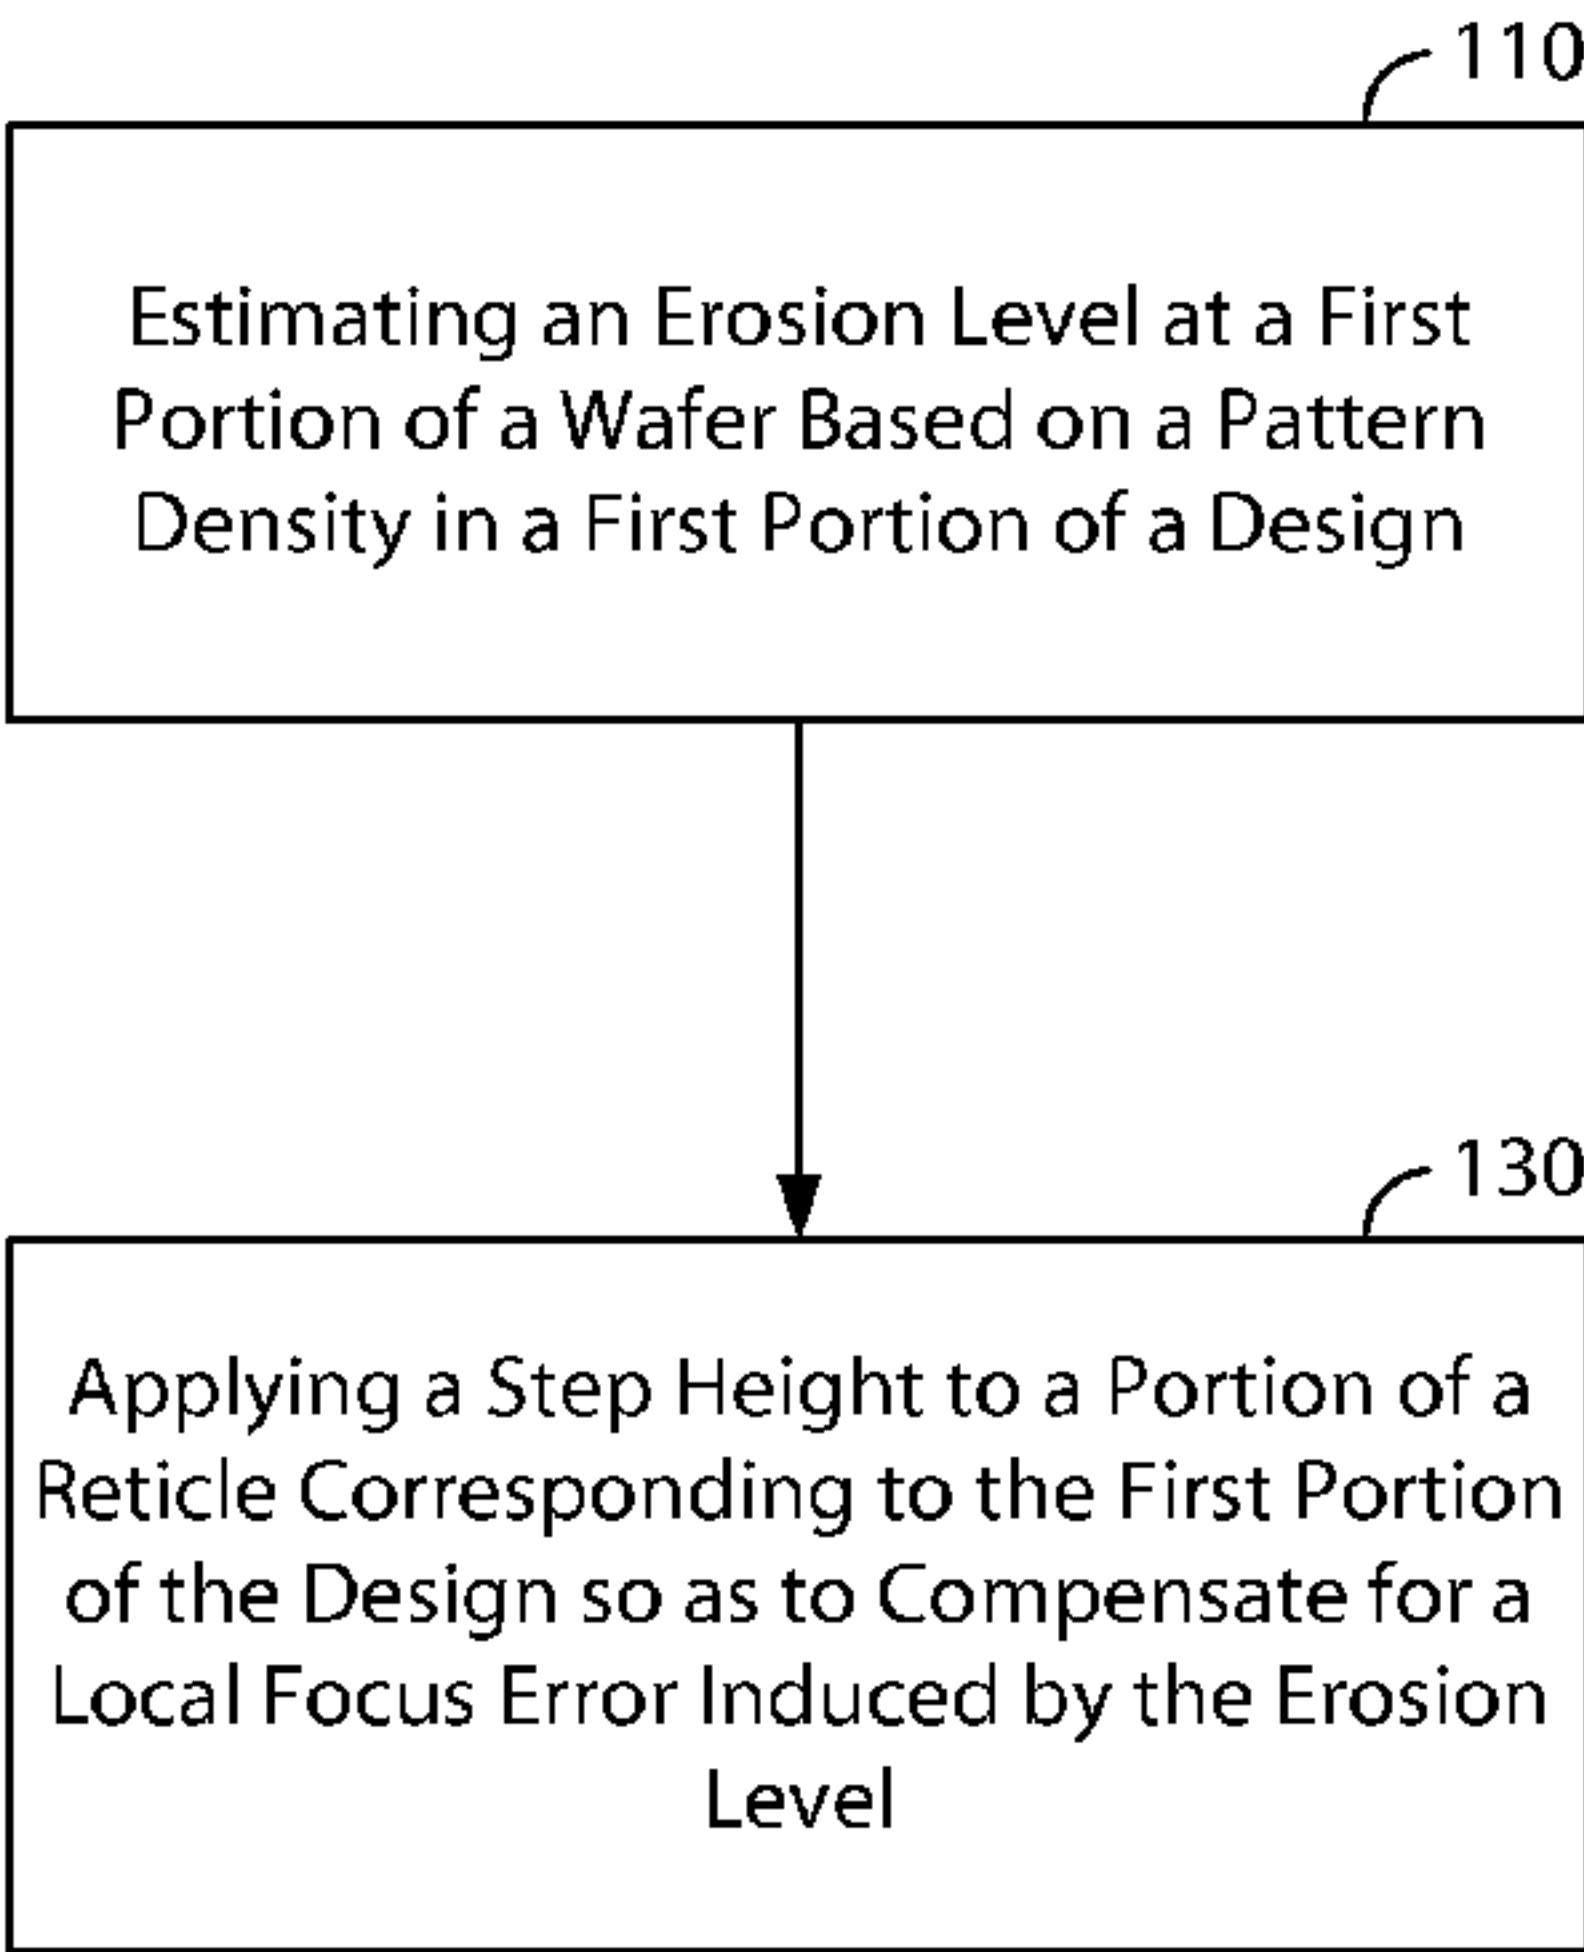 110
Estimating an Erosion Level at a First
Portion of a Wafer Based on a Pattern
Density in a First Portion of a Design
130
Applying a Step Height to a Portion of a
Reticle Corresponding to the First Portion
of the Design so as to Compensate for a
Local Focus Error Induced by the Erosion
Level